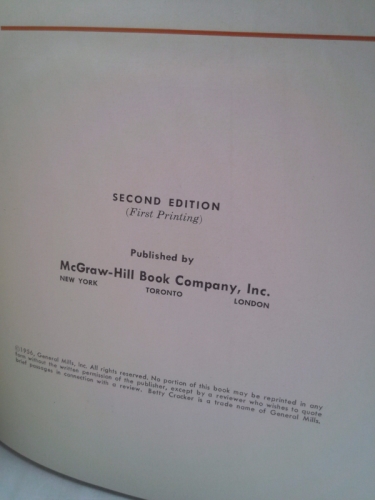 SECOND EDITION
(First Printing)
Published by
McGraw-Hill Book Company, Inc.
NEW YORK TORONTO LONDON
©1956, General Mills, Inc. All rights reserved. No portion of this book may be reprinted in any
form without the written permission of the publisher, except by a reviewer who wishes to quote
brief passages in connection with a review. Betty Crocker is a trade name of General Mills.